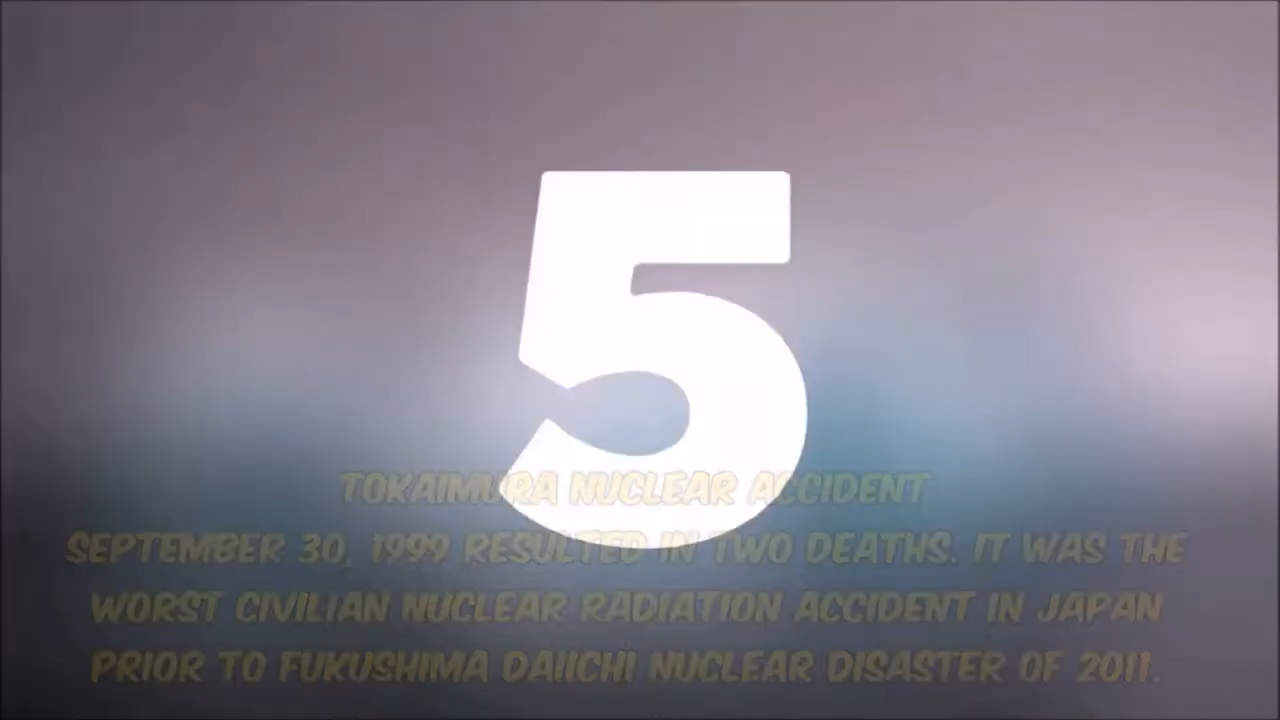 5
TOKAIMURA NUCLEAR ACCIDENT
SEPTEMBER 30, 1999 RESULTED IN TWO DEATHS. IT WAS THE
WORST CIVILIAN NUCLEAR RADIATION ACCIDENT IN JAPAN
PRIOR TO FUKUSHIMA DAIICHI NUCLEAR DISASTER OF 2011.